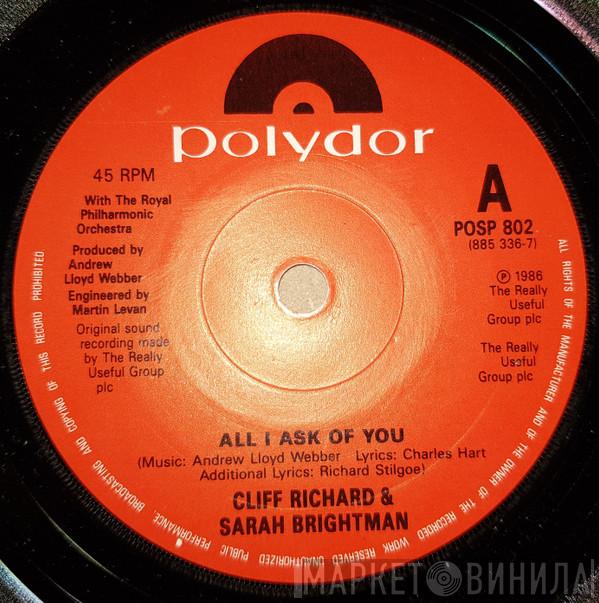 polydor
45 RPM
A
POSP 802
(885 336-7)
With The Royal
Philharmonic
Orchestra
Produced by
Andrew
Lloyd Webber
Engineered by
Martin Levan
Original sound
recording made
by The Really
Useful Group
plc
℗ 1986
The Really
Useful
Group plc
The Really
Useful
Group plc
ALL I ASK OF YOU
(Music: Andrew Lloyd Webber Lyrics: Charles Hart
Additional Lyrics: Richard Stilgoe)
CLIFF RICHARD &
SARAH BRIGHTMAN
ALL RIGHTS OF THE MANUFACTURER AND OF THE OWNER OF THE RECORDED WORK RESERVED UNAUTHORIZED PUBLIC PERFORMANCE, BROADCASTING AND COPYING OF THIS RECORD PROHIBITED
МАРКЕТ ВИНИЛА